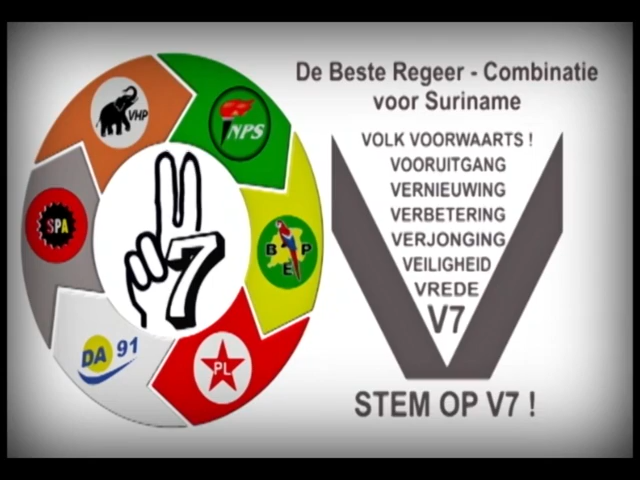 De Beste Regeer - Combinatie
voor Suriname
VHP
NPS
SPA
BEP
DA 91
PL
7
VOLK VOORWAARTS !
VOORUITGANG
VERNIEUWING
VERBETERING
VERJONGING
VEILIGHEID
VREDE
V7
STEM OP V7 !